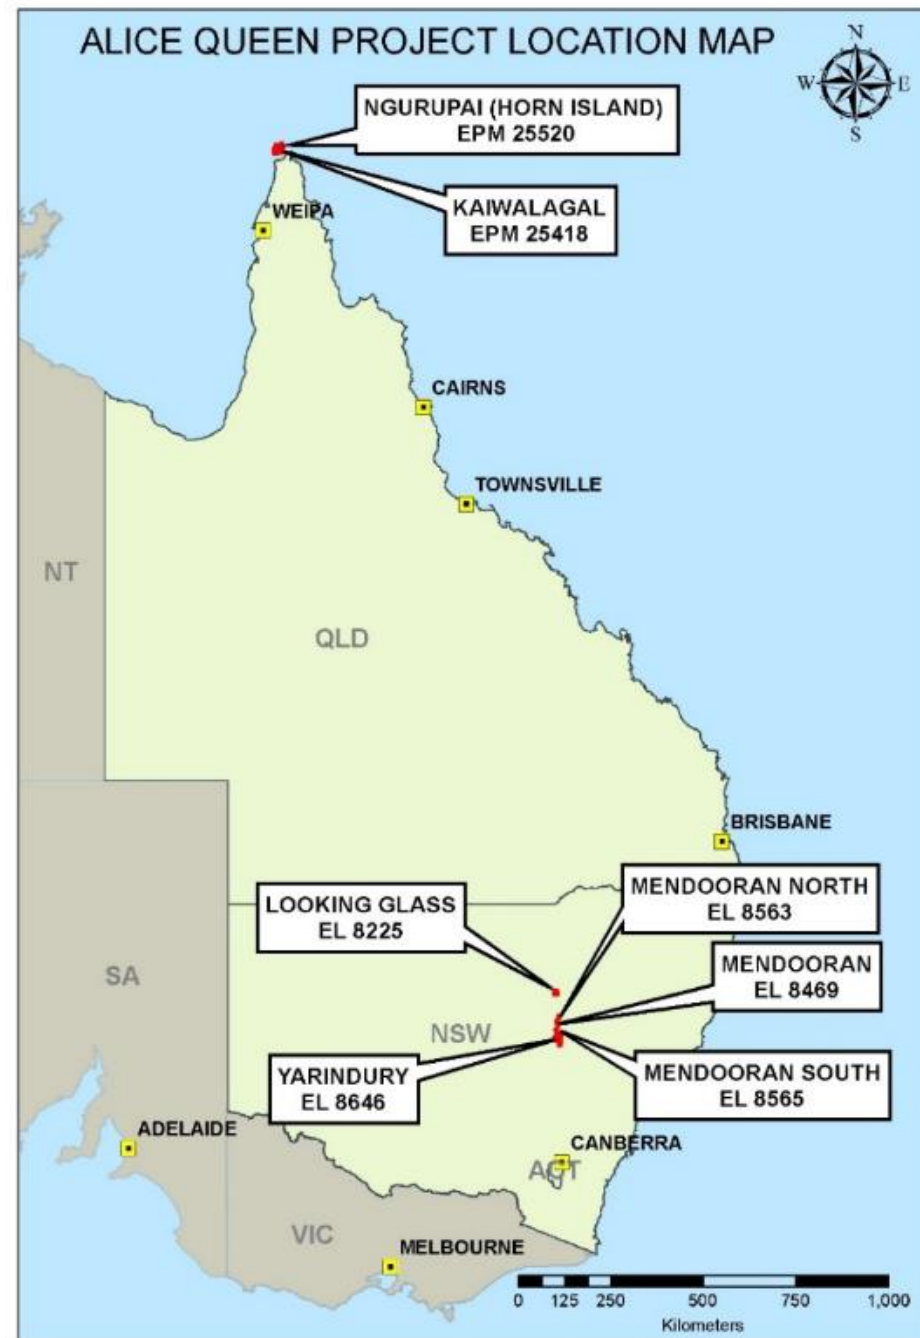 ALICE QUEEN PROJECT LOCATION MAP
N
W
E
S
NGURUPAI (HORN ISLAND)
EPM 25520
KAIWALAGAL
EPM 25418
WEIPA
CAIRNS
TOWNSVILLE
NT
QLD
BRISBANE
MENDOORAN NORTH
EL 8563
LOOKING GLASS
EL 8225
MENDOORAN
EL 8469
SA
NSW
YARINDURY
EL 8646
MENDOORAN SOUTH
EL 8565
ADELAIDE
CANBERRA
ACT
VIC
MELBOURNE
0 125 250 500 750 1,000
Kilometers